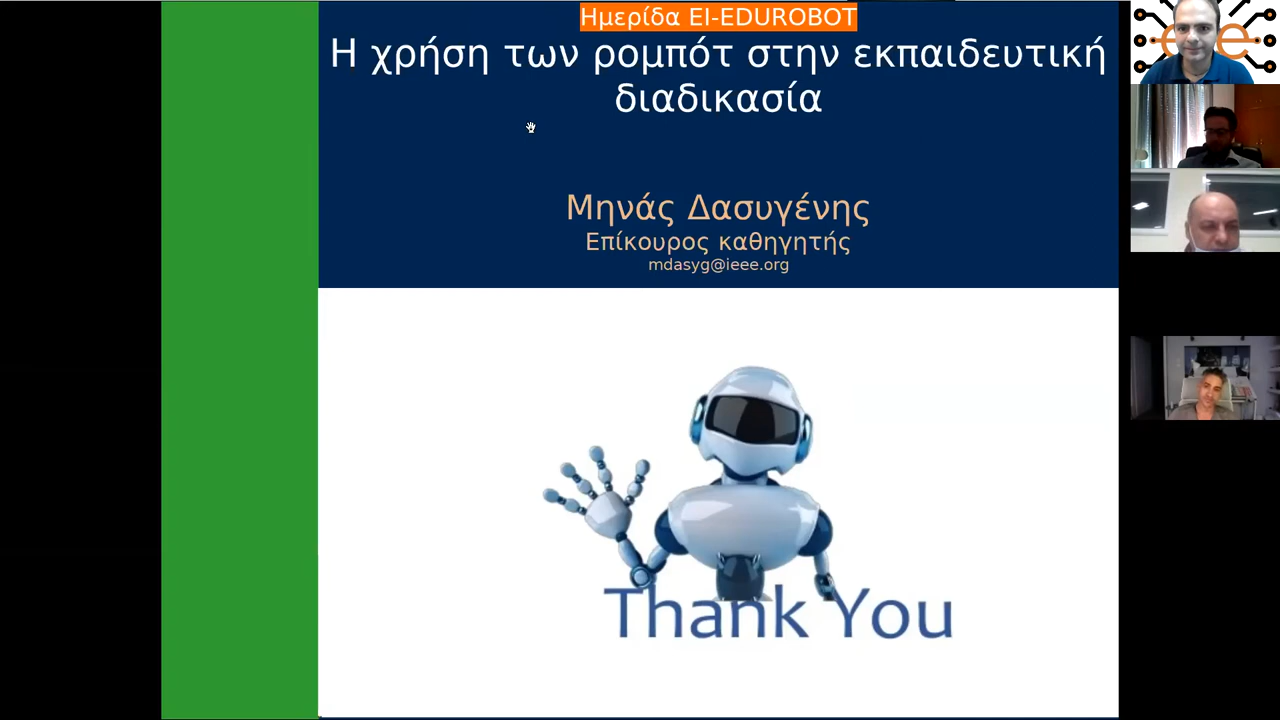 Ημερίδα EI-EDUROBOT
Η χρήση των ρομπότ στην εκπαιδευτική
διαδικασία
Μηνάς Δασυγένης
Επίκουρος καθηγητής
mdasyg@ieee.org
Thank You